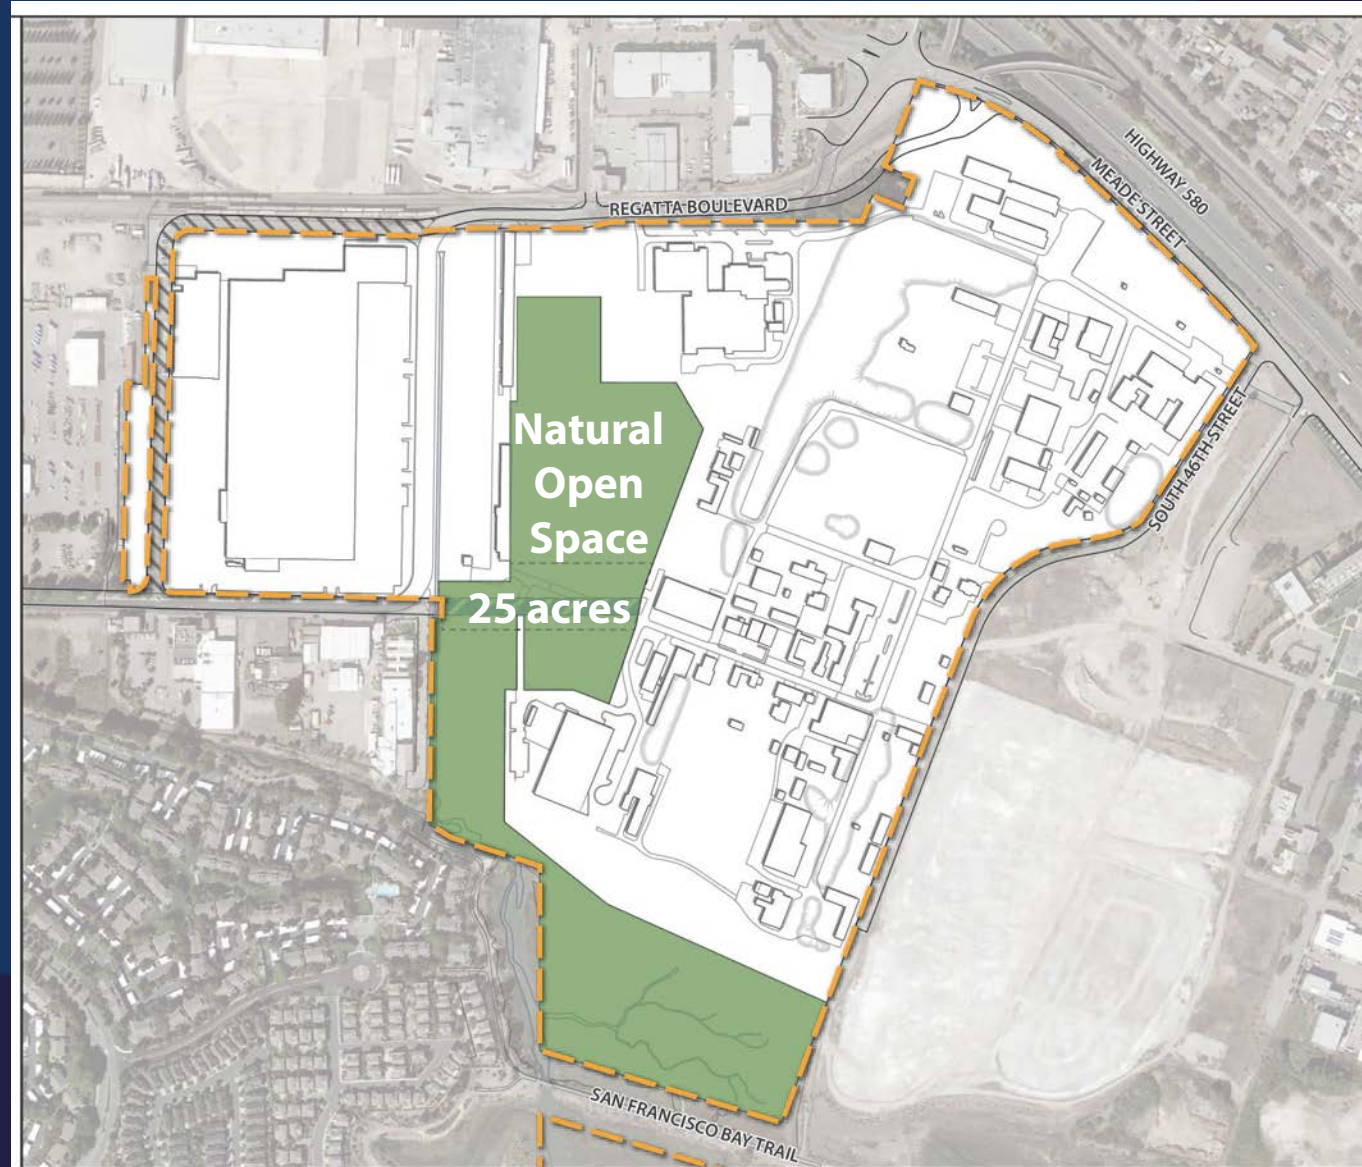 HIGHWAY 580
MEADE STREET
REGATTA BOULEVARD
SOUTH 46TH STREET
Natural
Open
Space
25 acres
SAN FRANCISCO BAY TRAIL